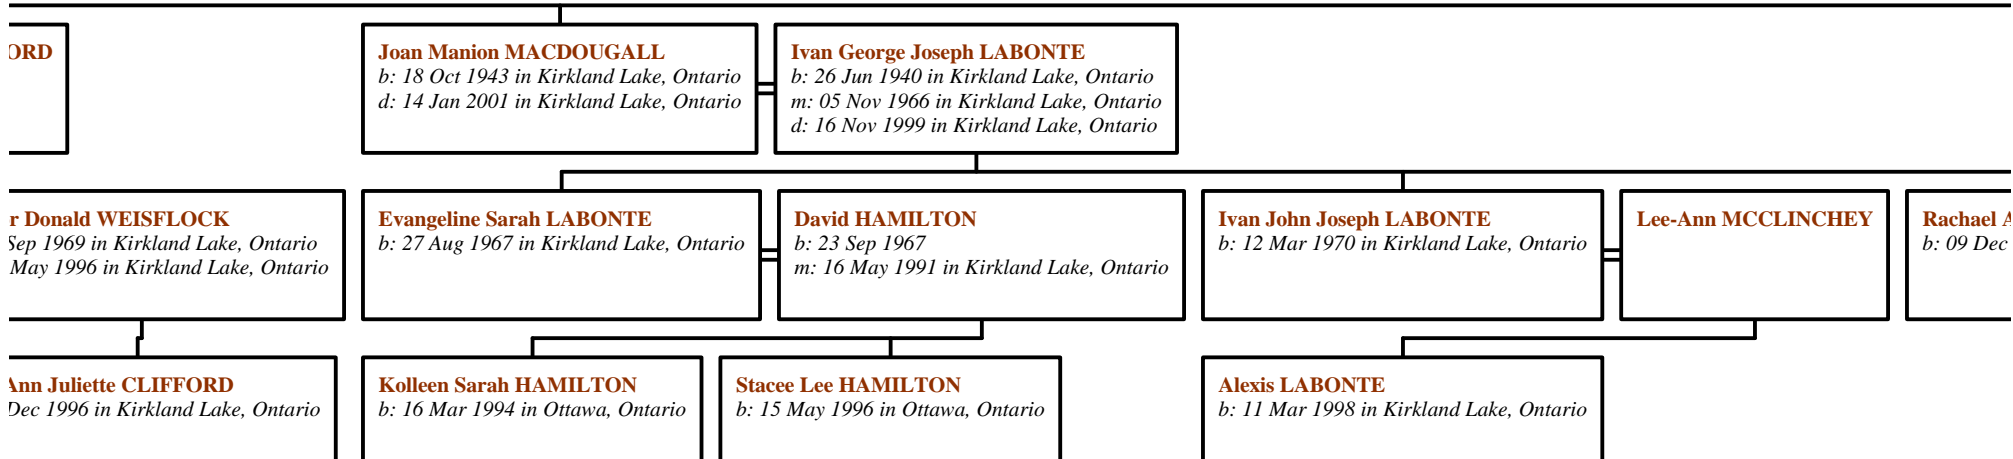 ORD
Joan Manion MACDOUGALL
b: 18 Oct 1943 in Kirkland Lake, Ontario
d: 14 Jan 2001 in Kirkland Lake, Ontario
Ivan George Joseph LABONTE
b: 26 Jun 1940 in Kirkland Lake, Ontario
m: 05 Nov 1966 in Kirkland Lake, Ontario
d: 16 Nov 1999 in Kirkland Lake, Ontario
r Donald WEISFLOCK
Sep 1969 in Kirkland Lake, Ontario
May 1996 in Kirkland Lake, Ontario
Evangeline Sarah LABONTE
b: 27 Aug 1967 in Kirkland Lake, Ontario
David HAMILTON
b: 23 Sep 1967
m: 16 May 1991 in Kirkland Lake, Ontario
Ivan John Joseph LABONTE
b: 12 Mar 1970 in Kirkland Lake, Ontario
Lee-Ann MCCLINCHEY
Rachael A
b: 09 Dec
Ann Juliette CLIFFORD
Dec 1996 in Kirkland Lake, Ontario
Kolleen Sarah HAMILTON
b: 16 Mar 1994 in Ottawa, Ontario
Stacee Lee HAMILTON
b: 15 May 1996 in Ottawa, Ontario
Alexis LABONTE
b: 11 Mar 1998 in Kirkland Lake, Ontario